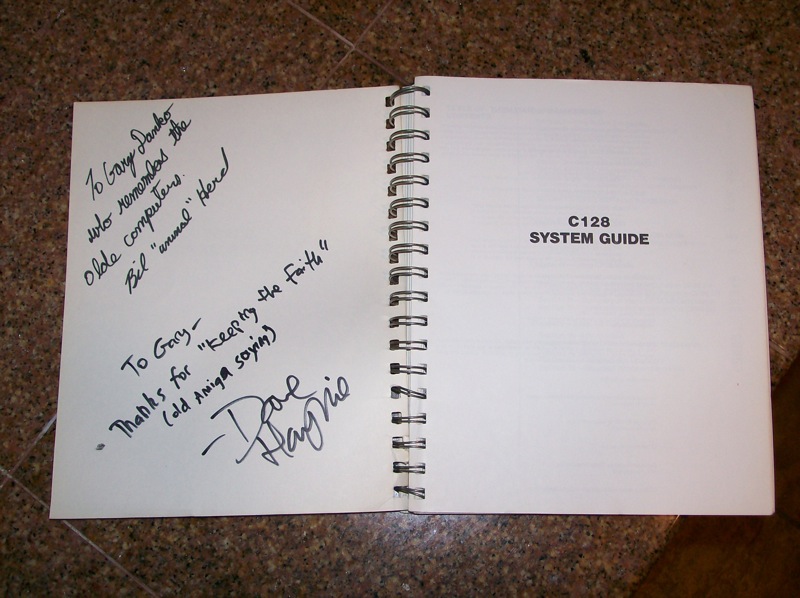 To Gary Danko
who remembers the
olde computers.
Bil "animal" Herd
To Gary-
Thanks for "keeping the Faith"
(old Amiga saying)
-Dave
Haynie
C128
SYSTEM GUIDE